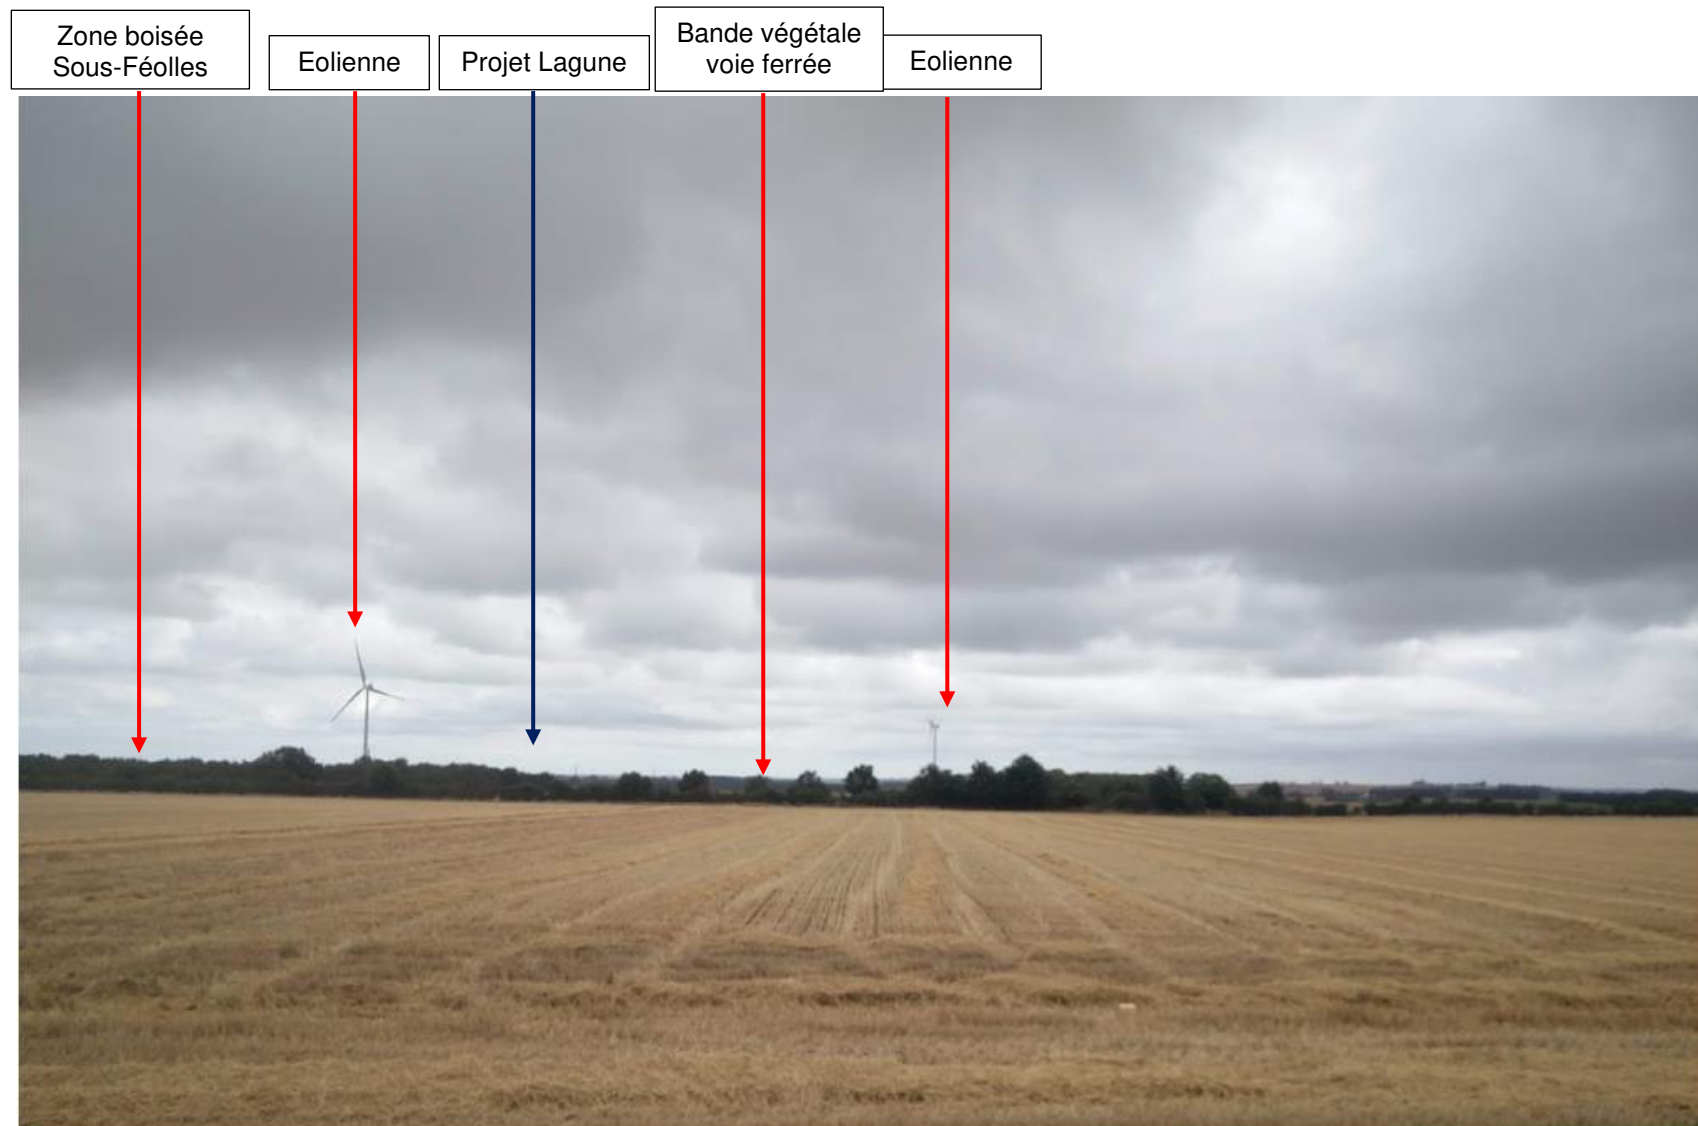 Zone boisée
Sous-Féolles
Eolienne
Projet Lagune
Bande végétale
voie ferrée
Eolienne